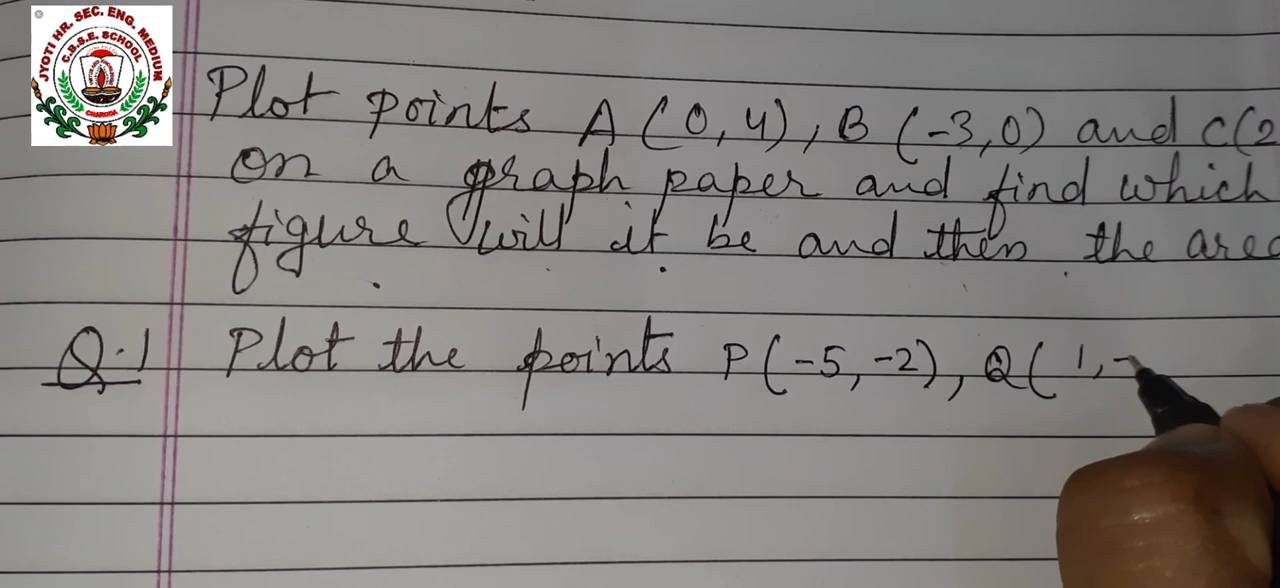 JYOTI HR. SEC. ENG. MEDIUM
C.B.S.E. SCHOOL
CHARODA
Plot points A(0,4), B(-3,0) and C(2
on a graph paper and find which
figure will it be and then the area
Q.1 Plot the points P(-5,-2), Q(1,-